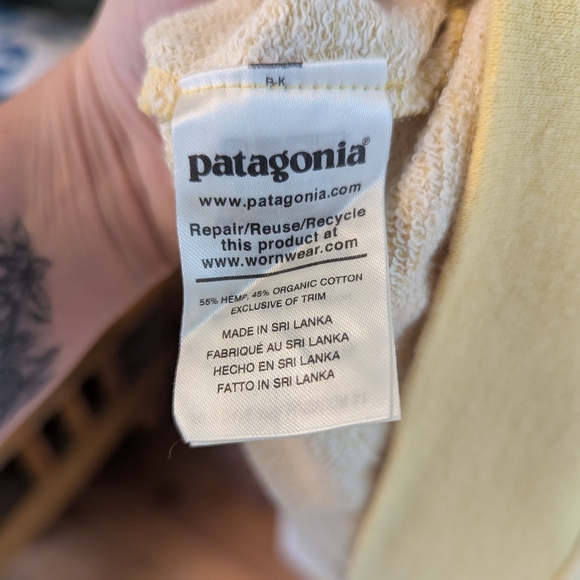 R-K
patagonia®
www.patagonia.com
Repair/Reuse/Recycle
this product at
www.wornwear.com
55% HEMP, 45% ORGANIC COTTON
EXCLUSIVE OF TRIM
MADE IN SRI LANKA
FABRIQUÉ AU SRI LANKA
HECHO EN SRI LANKA
FATTO IN SRI LANKA